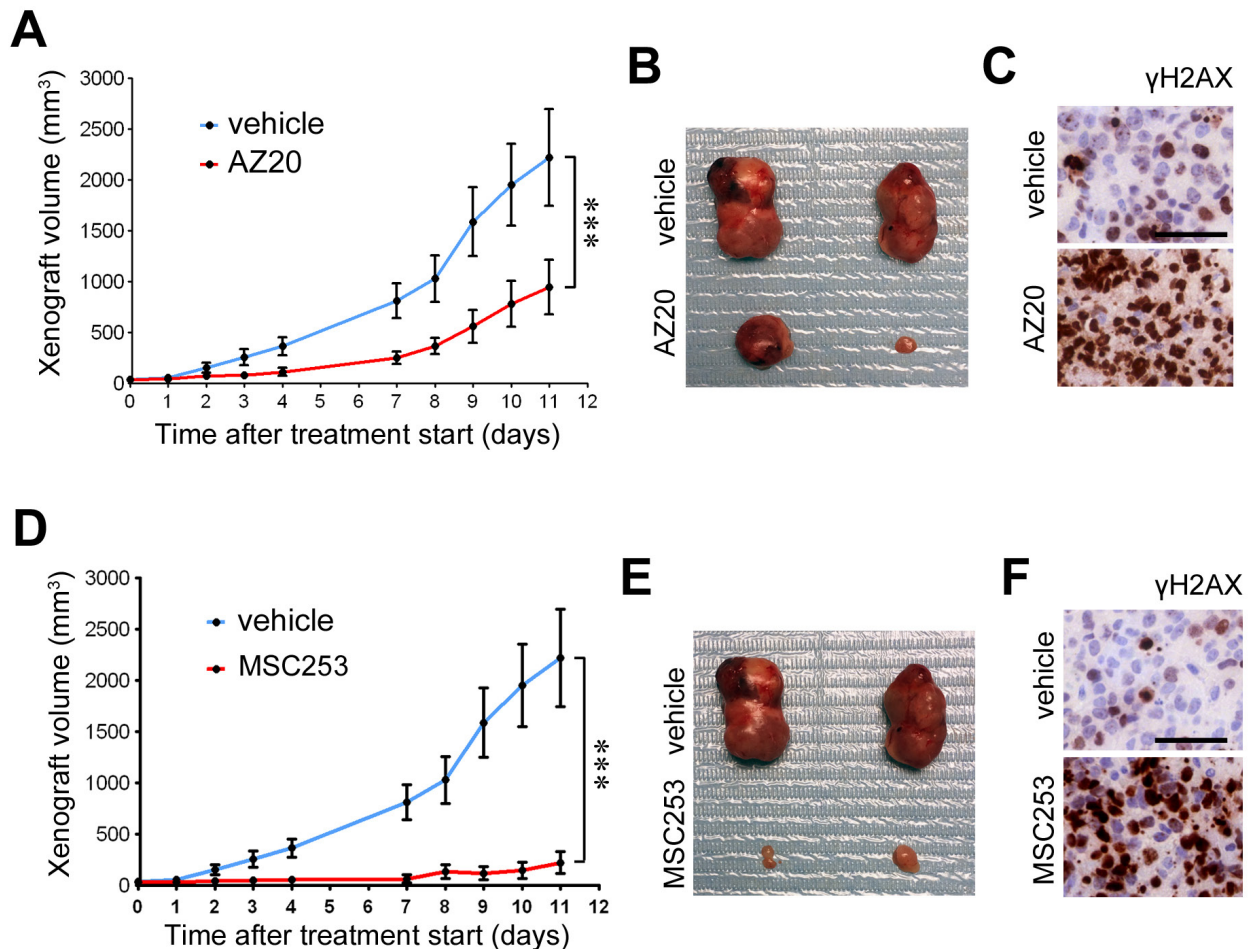 A
Xenograft volume (mm³)
3000
2500
2000
1500
1000
500
0
vehicle
AZ20
***
0 1 2 3 4 5 6 7 8 9 10 11 12
Time after treatment start (days)
B
vehicle
AZ20
C
γH2AX
vehicle
AZ20
D
Xenograft volume (mm³)
3000
2500
2000
1500
1000
500
0
vehicle
MSC253
***
0 1 2 3 4 5 6 7 8 9 10 11 12
Time after treatment start (days)
E
vehicle
MSC253
F
γH2AX
vehicle
MSC253